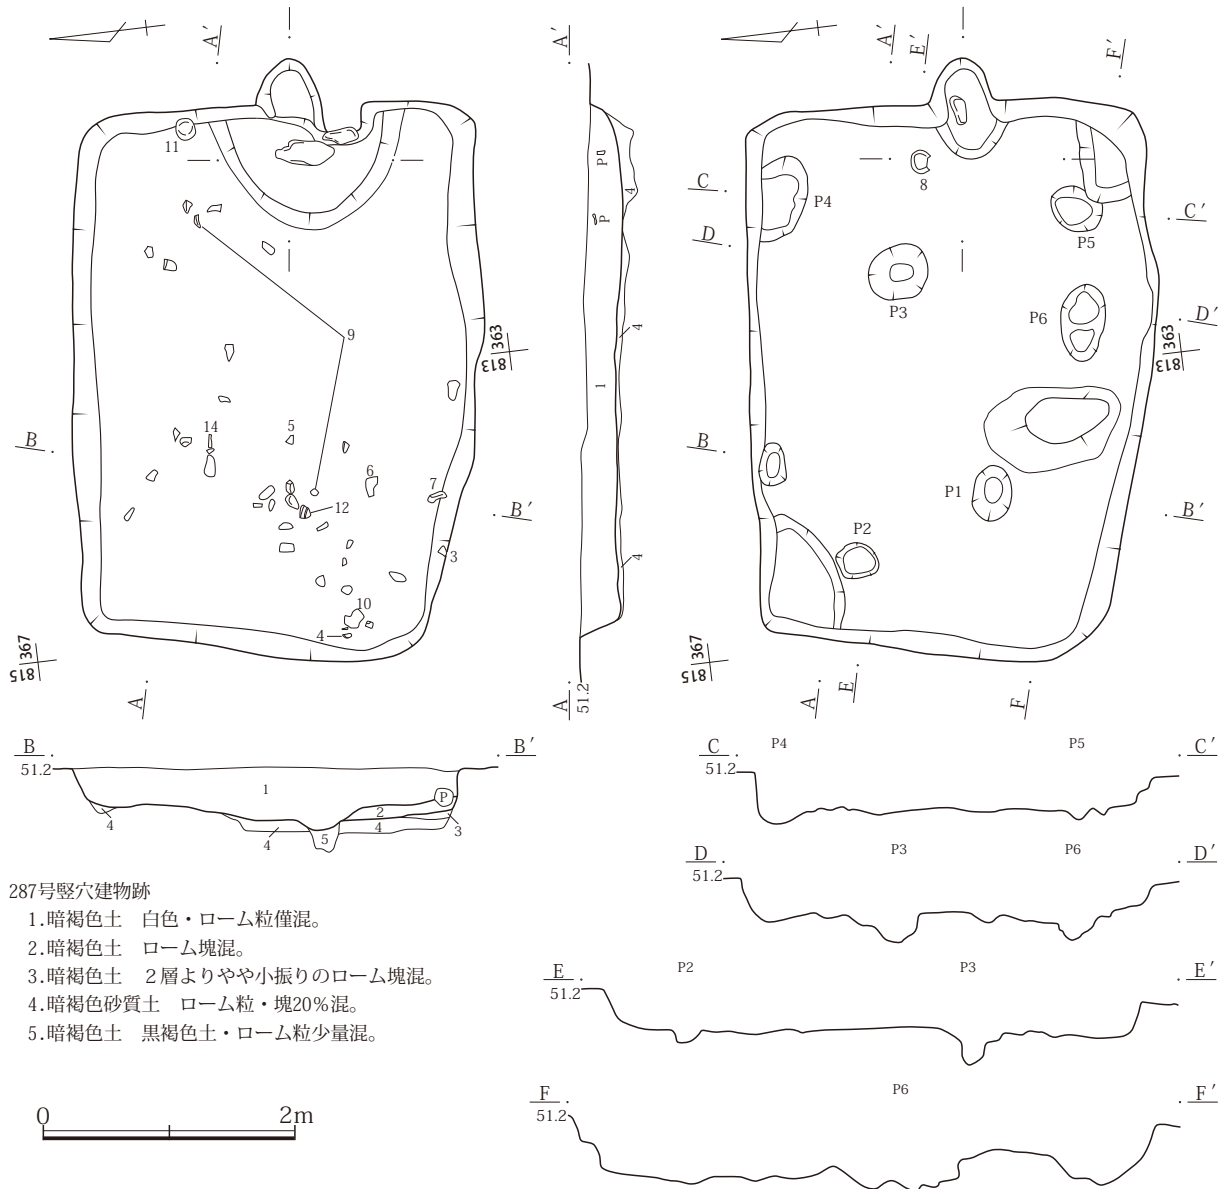 A′
11
9
14
5
6
7
12
3
10
4
B
B′
A
363
813
367
815
A′
P
P
4
4
1
4
A
51.2
A′
E′
F′
C
D
C′
D′
B
B′
A
E
F
P4
8
P5
P3
P6
P1
P2
363
813
367
815
B
B′
51.2
1
P
2
4
4
4
5
3
C
C′
P4
P5
51.2
D
D′
P3
P6
51.2
E
E′
P2
P3
51.2
F
F′
P6
51.2
287号竪穴建物跡
1.暗褐色土　白色・ローム粒僅混。
2.暗褐色土　ローム塊混。
3.暗褐色土　２層よりやや小振りのローム塊混。
4.暗褐色砂質土　ローム粒・塊20％混。
5.暗褐色土　黒褐色土・ローム粒少量混。
0
2m